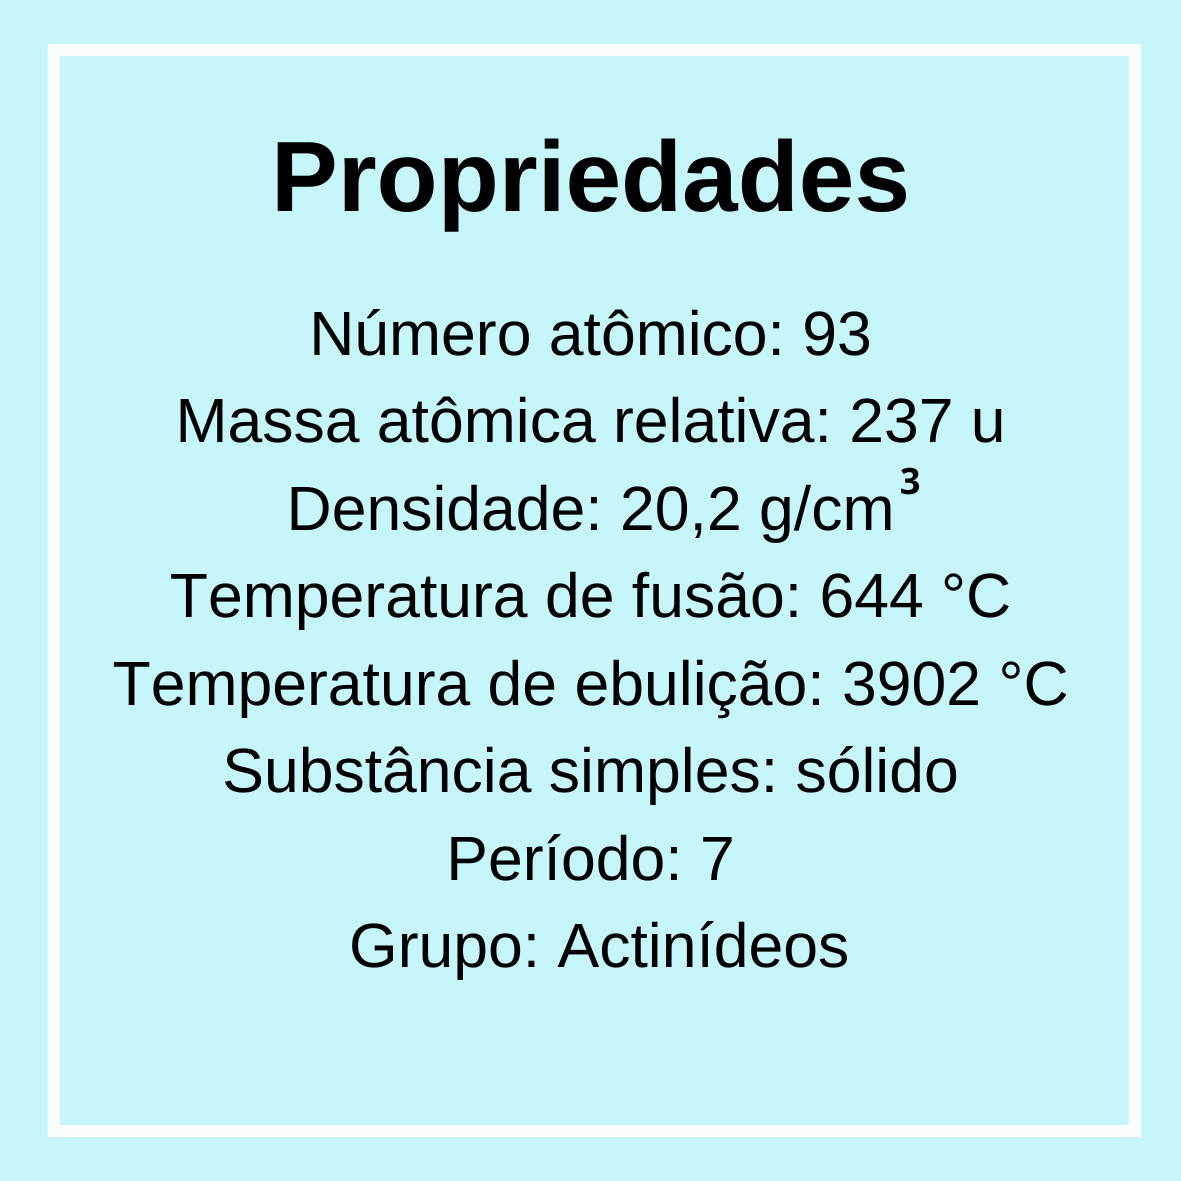 Propriedades
Número atômico: 93
Massa atômica relativa: 237 u
Densidade: 20,2 g/cm³
Temperatura de fusão: 644 °C
Temperatura de ebulição: 3902 °C
Substância simples: sólido
Período: 7
Grupo: Actinídeos